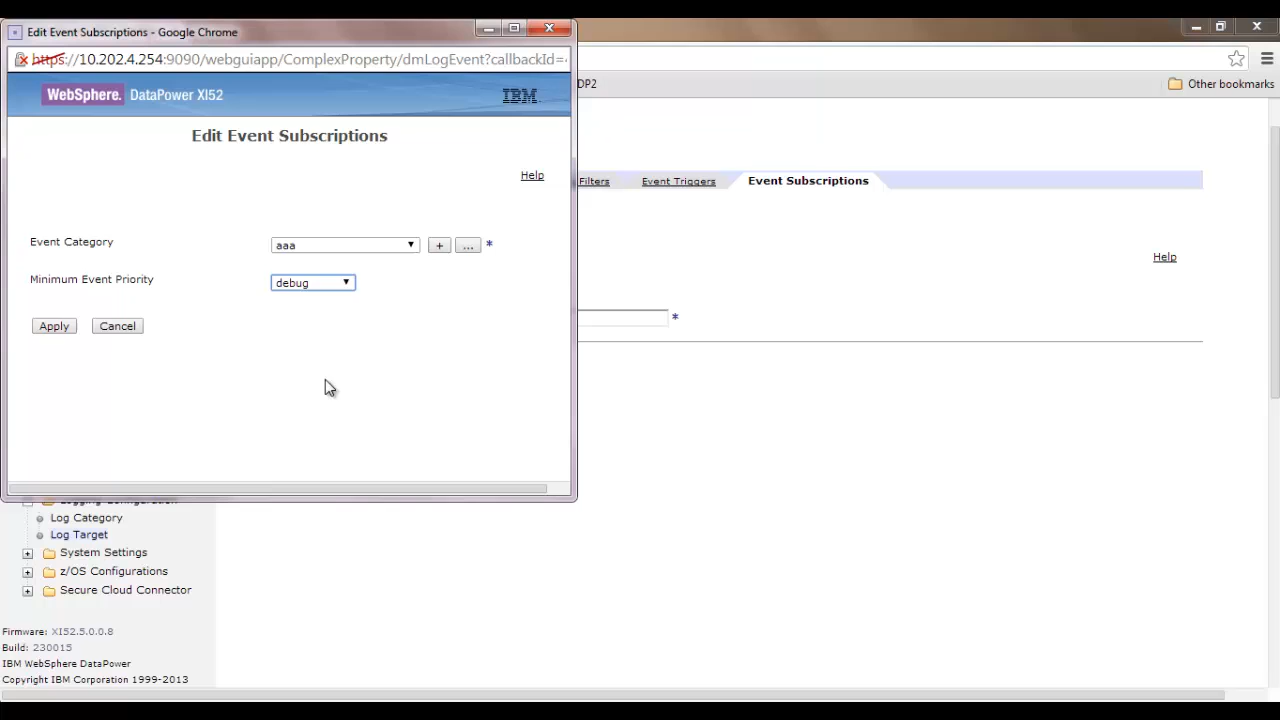 Edit Event Subscriptions - Google Chrome
https://10.202.4.254:9090/webguiapp/ComplexProperty/dmLogEvent?callbackId=
WebSphere. DataPower XI52
IBM
Edit Event Subscriptions
Help
Event Category
aaa
+
...
*
Minimum Event Priority
debug
Apply
Cancel
DP2
Other bookmarks
Filters
Event Triggers
Event Subscriptions
Help
*
Log Category
Log Target
System Settings
z/OS Configurations
Secure Cloud Connector
Firmware: XI52.5.0.0.8
Build: 230015
IBM WebSphere DataPower
Copyright IBM Corporation 1999-2013